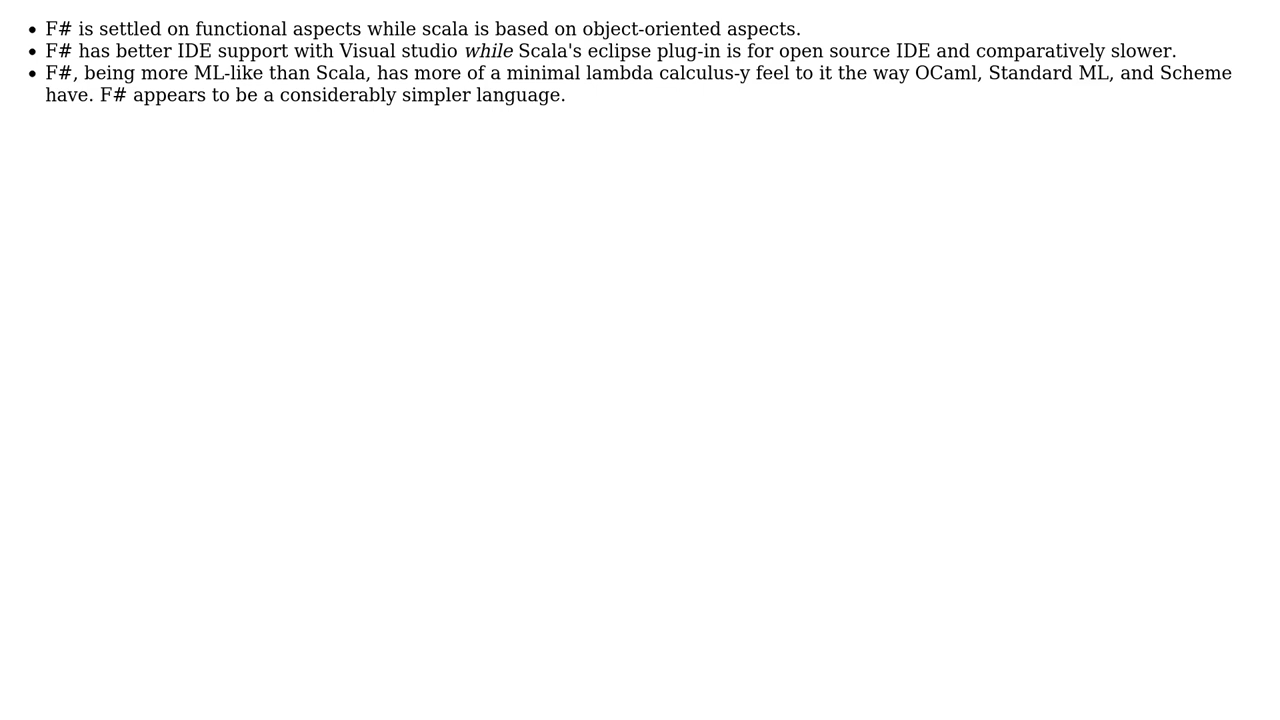 • F# is settled on functional aspects while scala is based on object-oriented aspects.
• F# has better IDE support with Visual studio while Scala's eclipse plug-in is for open source IDE and comparatively slower.
• F#, being more ML-like than Scala, has more of a minimal lambda calculus-y feel to it the way OCaml, Standard ML, and Scheme
have. F# appears to be a considerably simpler language.